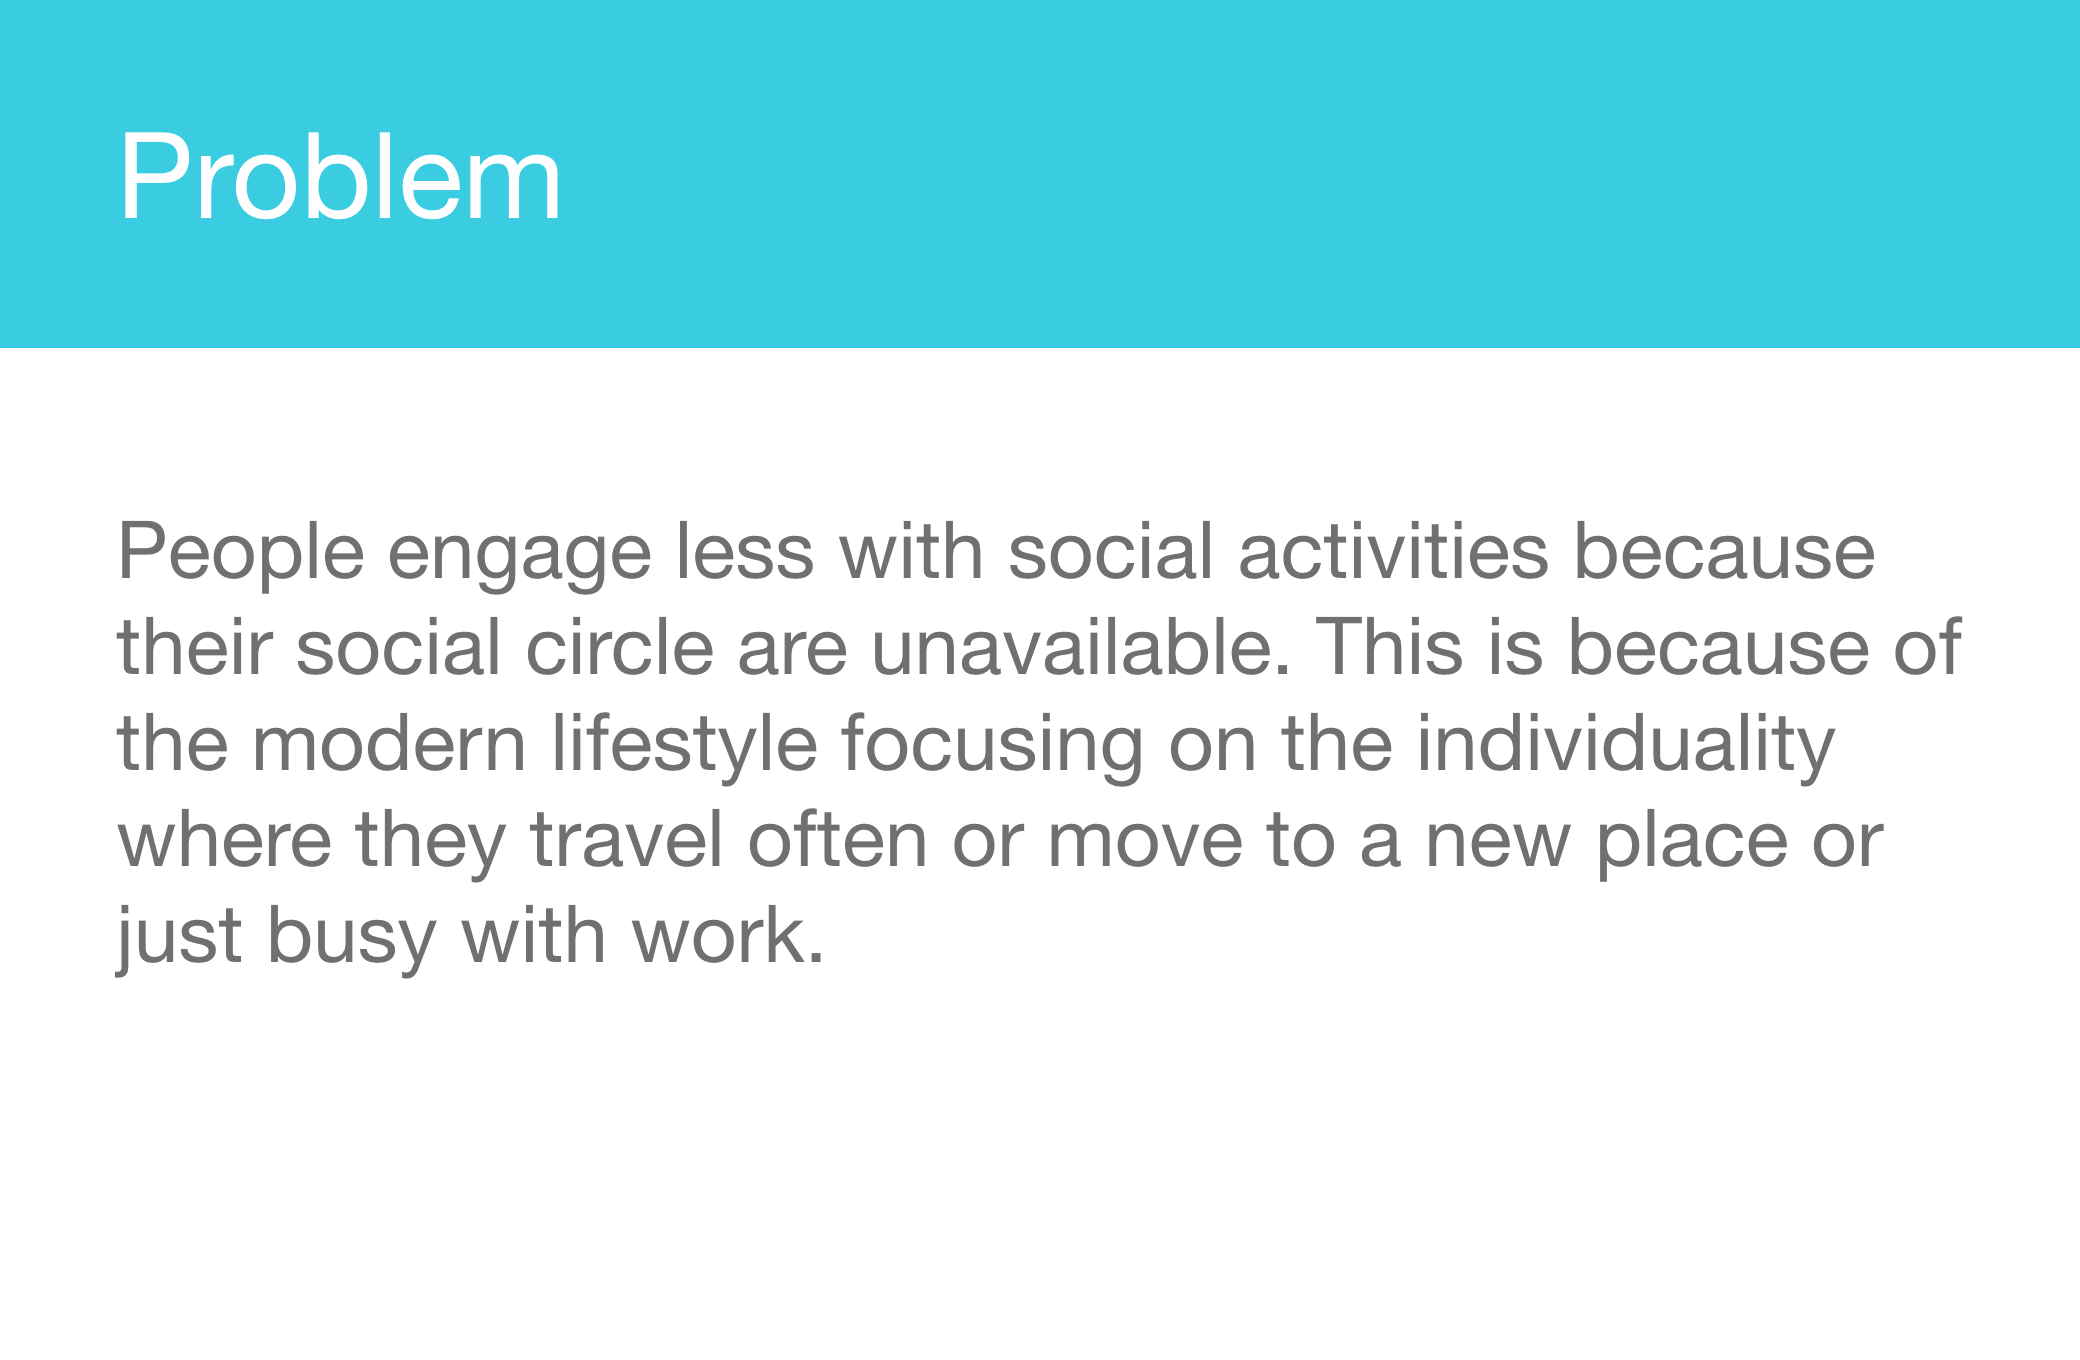 Problem
People engage less with social activities because
their social circle are unavailable. This is because of
the modern lifestyle focusing on the individuality
where they travel often or move to a new place or
just busy with work.